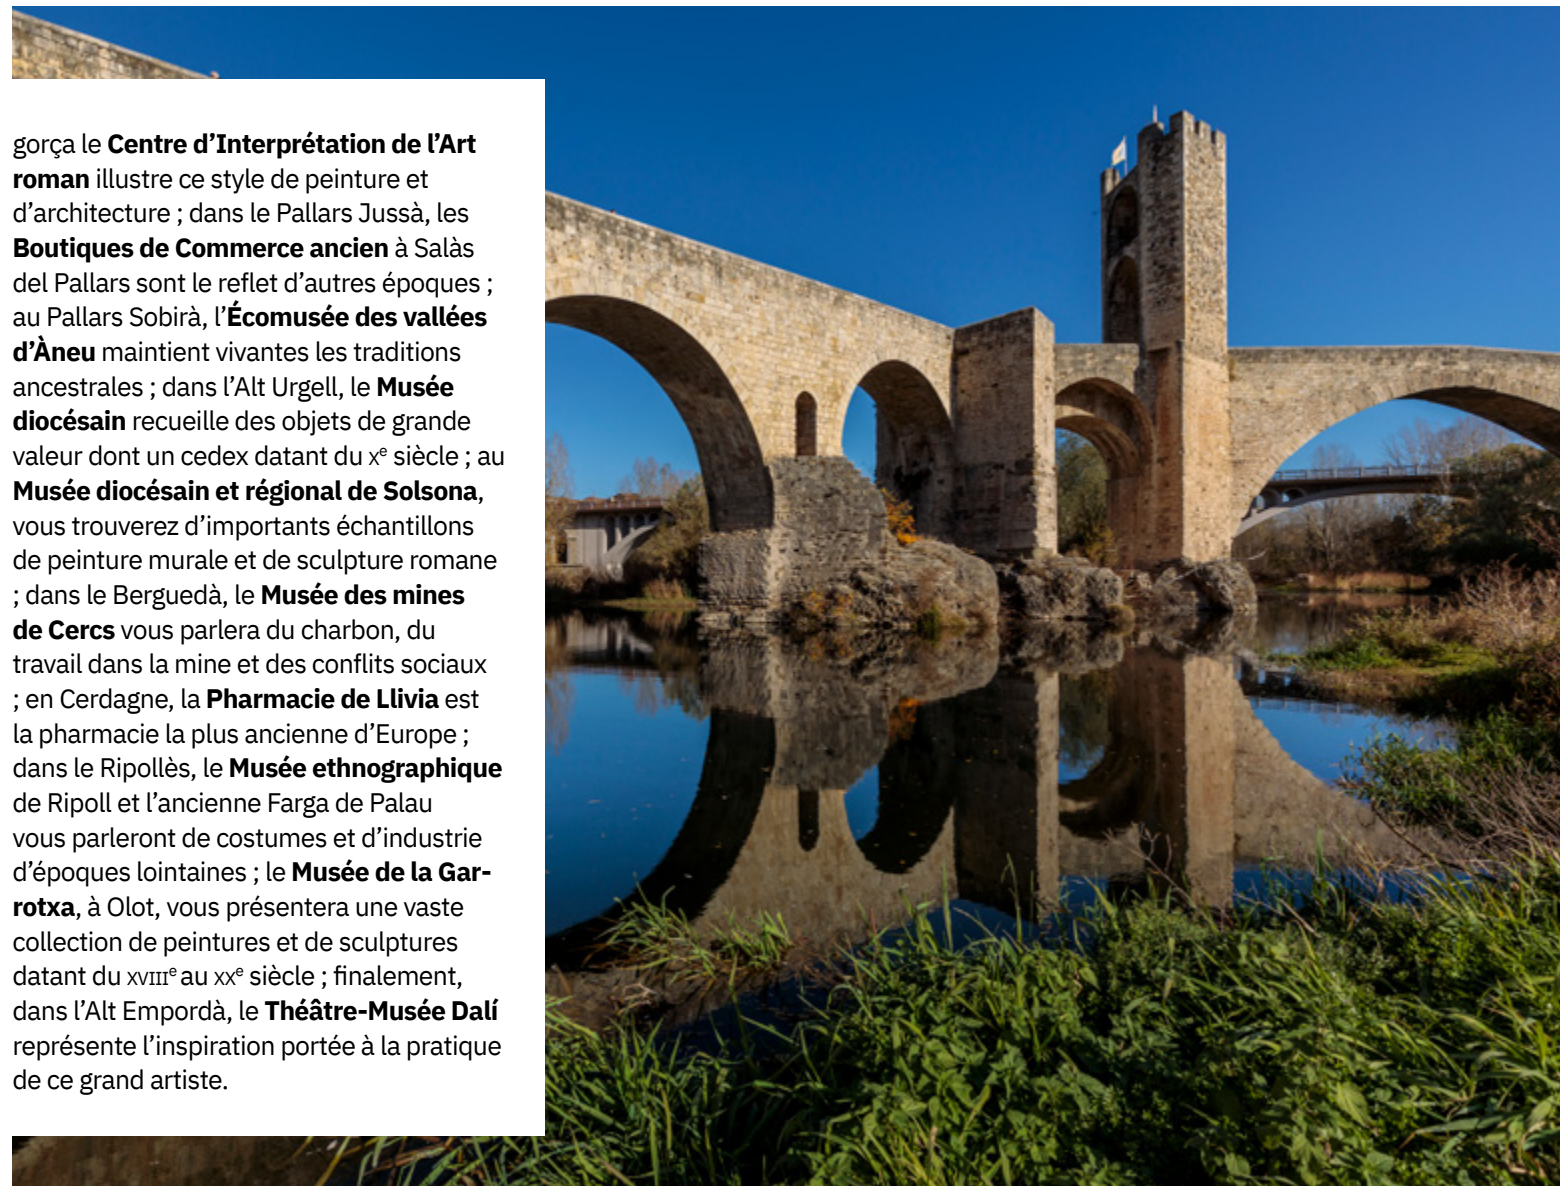 gorça le Centre d’Interprétation de l’Art
roman illustre ce style de peinture et
d’architecture ; dans le Pallars Jussà, les
Boutiques de Commerce ancien à Salàs
del Pallars sont le reflet d’autres époques ;
au Pallars Sobirà, l’Écomusée des vallées
d’Àneu maintient vivantes les traditions
ancestrales ; dans l’Alt Urgell, le Musée
diocésain recueille des objets de grande
valeur dont un cedex datant du Xᵉ siècle ; au
Musée diocésain et régional de Solsona,
vous trouverez d’importants échantillons
de peinture murale et de sculpture romane
; dans le Berguedà, le Musée des mines
de Cercs vous parlera du charbon, du
travail dans la mine et des conflits sociaux
; en Cerdagne, la Pharmacie de Llivia est
la pharmacie la plus ancienne d’Europe ;
dans le Ripollès, le Musée ethnographique
de Ripoll et l’ancienne Farga de Palau
vous parleront de costumes et d’industrie
d’époques lointaines ; le Musée de la Gar-
rotxa, à Olot, vous présentera une vaste
collection de peintures et de sculptures
datant du XVIIIᵉ au XXᵉ siècle ; finalement,
dans l’Alt Empordà, le Théâtre-Musée Dalí
représente l’inspiration portée à la pratique
de ce grand artiste.